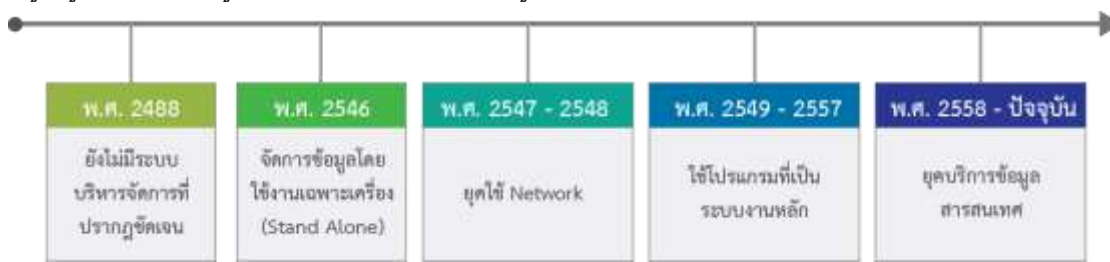 พ.ศ. 2488
ยังไม่มีระบบ
บริหารจัดการที่
ปรากฏชัดเจน
พ.ศ. 2546
จัดการข้อมูลโดย
ใช้งานเฉพาะเครื่อง
(Stand Alone)
พ.ศ. 2547 - 2548
ยุคใช้ Network
พ.ศ. 2549 - 2557
ใช้โปรแกรมที่เป็น
ระบบงานหลัก
พ.ศ. 2558 - ปัจจุบัน
ยุคบริการข้อมูล
สารสนเทศ